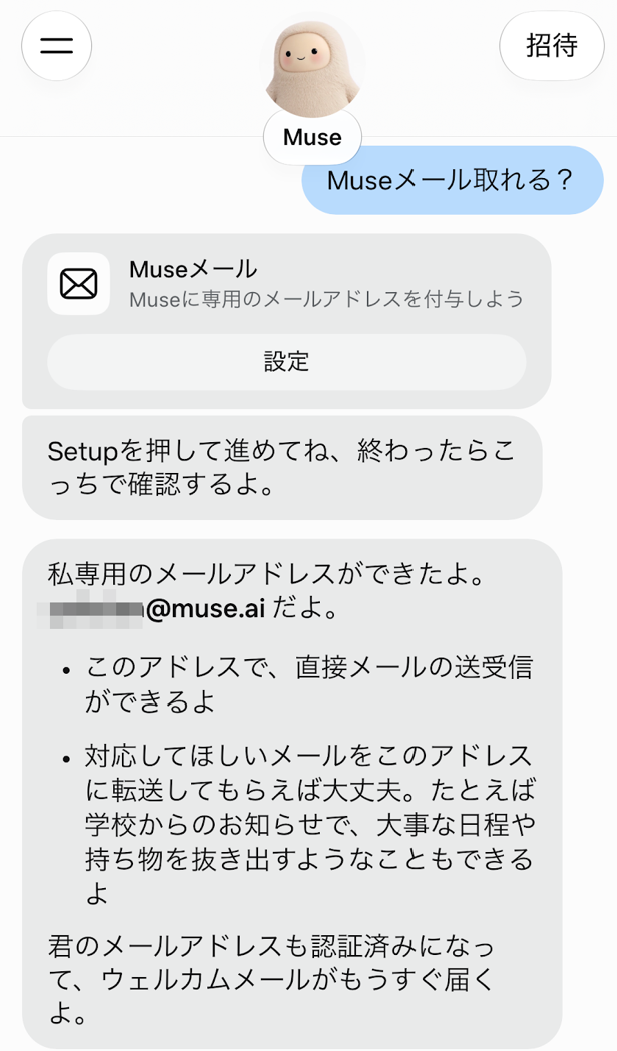 招待
Muse
Museメール取れる？
Museメール
Museに専用のメールアドレスを付与しよう
設定
Setupを押して進めてね、終わったらこ
っちで確認するよ。
私専用のメールアドレスができたよ。
@muse.ai だよ。
• このアドレスで、直接メールの送受信
ができるよ
• 対応してほしいメールをこのアドレス
に転送してもらえば大丈夫。たとえば
学校からのお知らせで、大事な日程や
持ち物を抜き出すようなこともできる
よ
君のメールアドレスも認証済みになっ
て、ウェルカムメールがもうすぐ届く
よ。